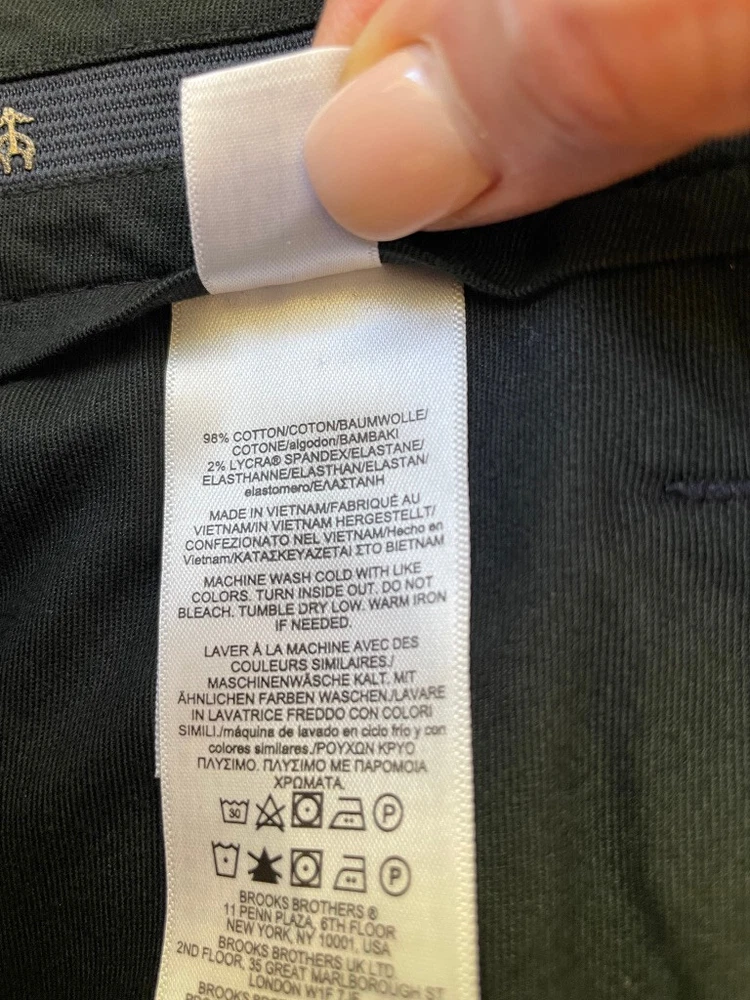 98% COTTON/COTON/BAUMWOLLE/
COTONE/algodon/BAMBAKI
2% LYCRA® SPANDEX/ELASTANE/
ELASTHANNE/ELASTHAN/ELASTAN/
elastomero/ΕΛΑΣΤΑΝΗ
MADE IN VIETNAM/FABRIQUÉ AU
VIETNAM/IN VIETNAM HERGESTELLT/
CONFEZIONATO NEL VIETNAM/Hecho en
Vietnam/ΚΑΤΑΣΚΕΥΑΖΕΤΑΙ ΣΤΟ ΒΙΕΤΝΑΜ
MACHINE WASH COLD WITH LIKE
COLORS. TURN INSIDE OUT. DO NOT
BLEACH. TUMBLE DRY LOW. WARM IRON
IF NEEDED.
LAVER À LA MACHINE AVEC DES
COULEURS SIMILAIRES./
MASCHINENWÄSCHE KALT. MIT
ÄHNLICHEN FARBEN WASCHEN./LAVARE
IN LAVATRICE FREDDO CON COLORI
SIMILI./máquina de lavado en ciclo frío y con
colores similares./ΡΟΥΧΩΝ ΚΡΥΟ
ΠΛΥΣΙΜΟ. ΠΛΥΣΙΜΟ ΜΕ ΠΑΡΟΜΟΙΑ
ΧΡΩΜΑΤΑ.
30 P
P
BROOKS BROTHERS ®
11 PENN PLAZA, 6TH FLOOR
NEW YORK, NY 10001, USA
BROOKS BROTHERS UK LTD.
2ND FLOOR, 35 GREAT MARLBOROUGH ST
LONDON W1F 7JF
BROOKS